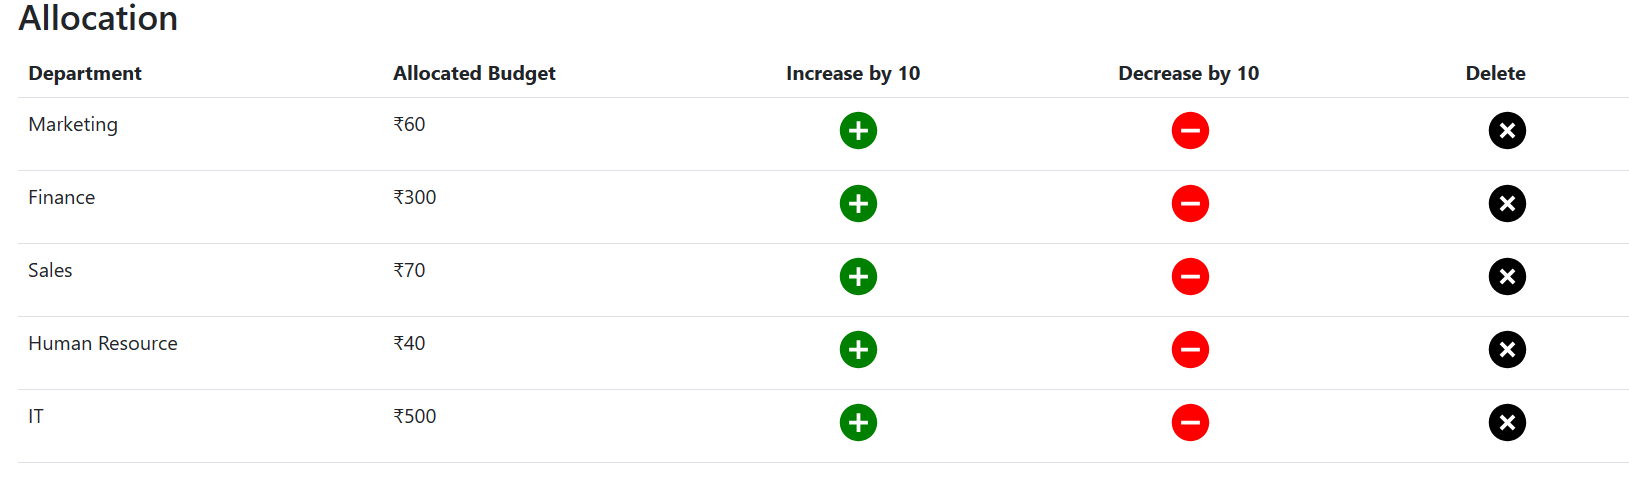 Allocation
Department Allocated Budget Increase by 10 Decrease by 10 Delete
Marketing ₹60
Finance ₹300
Sales ₹70
Human Resource ₹40
IT ₹500